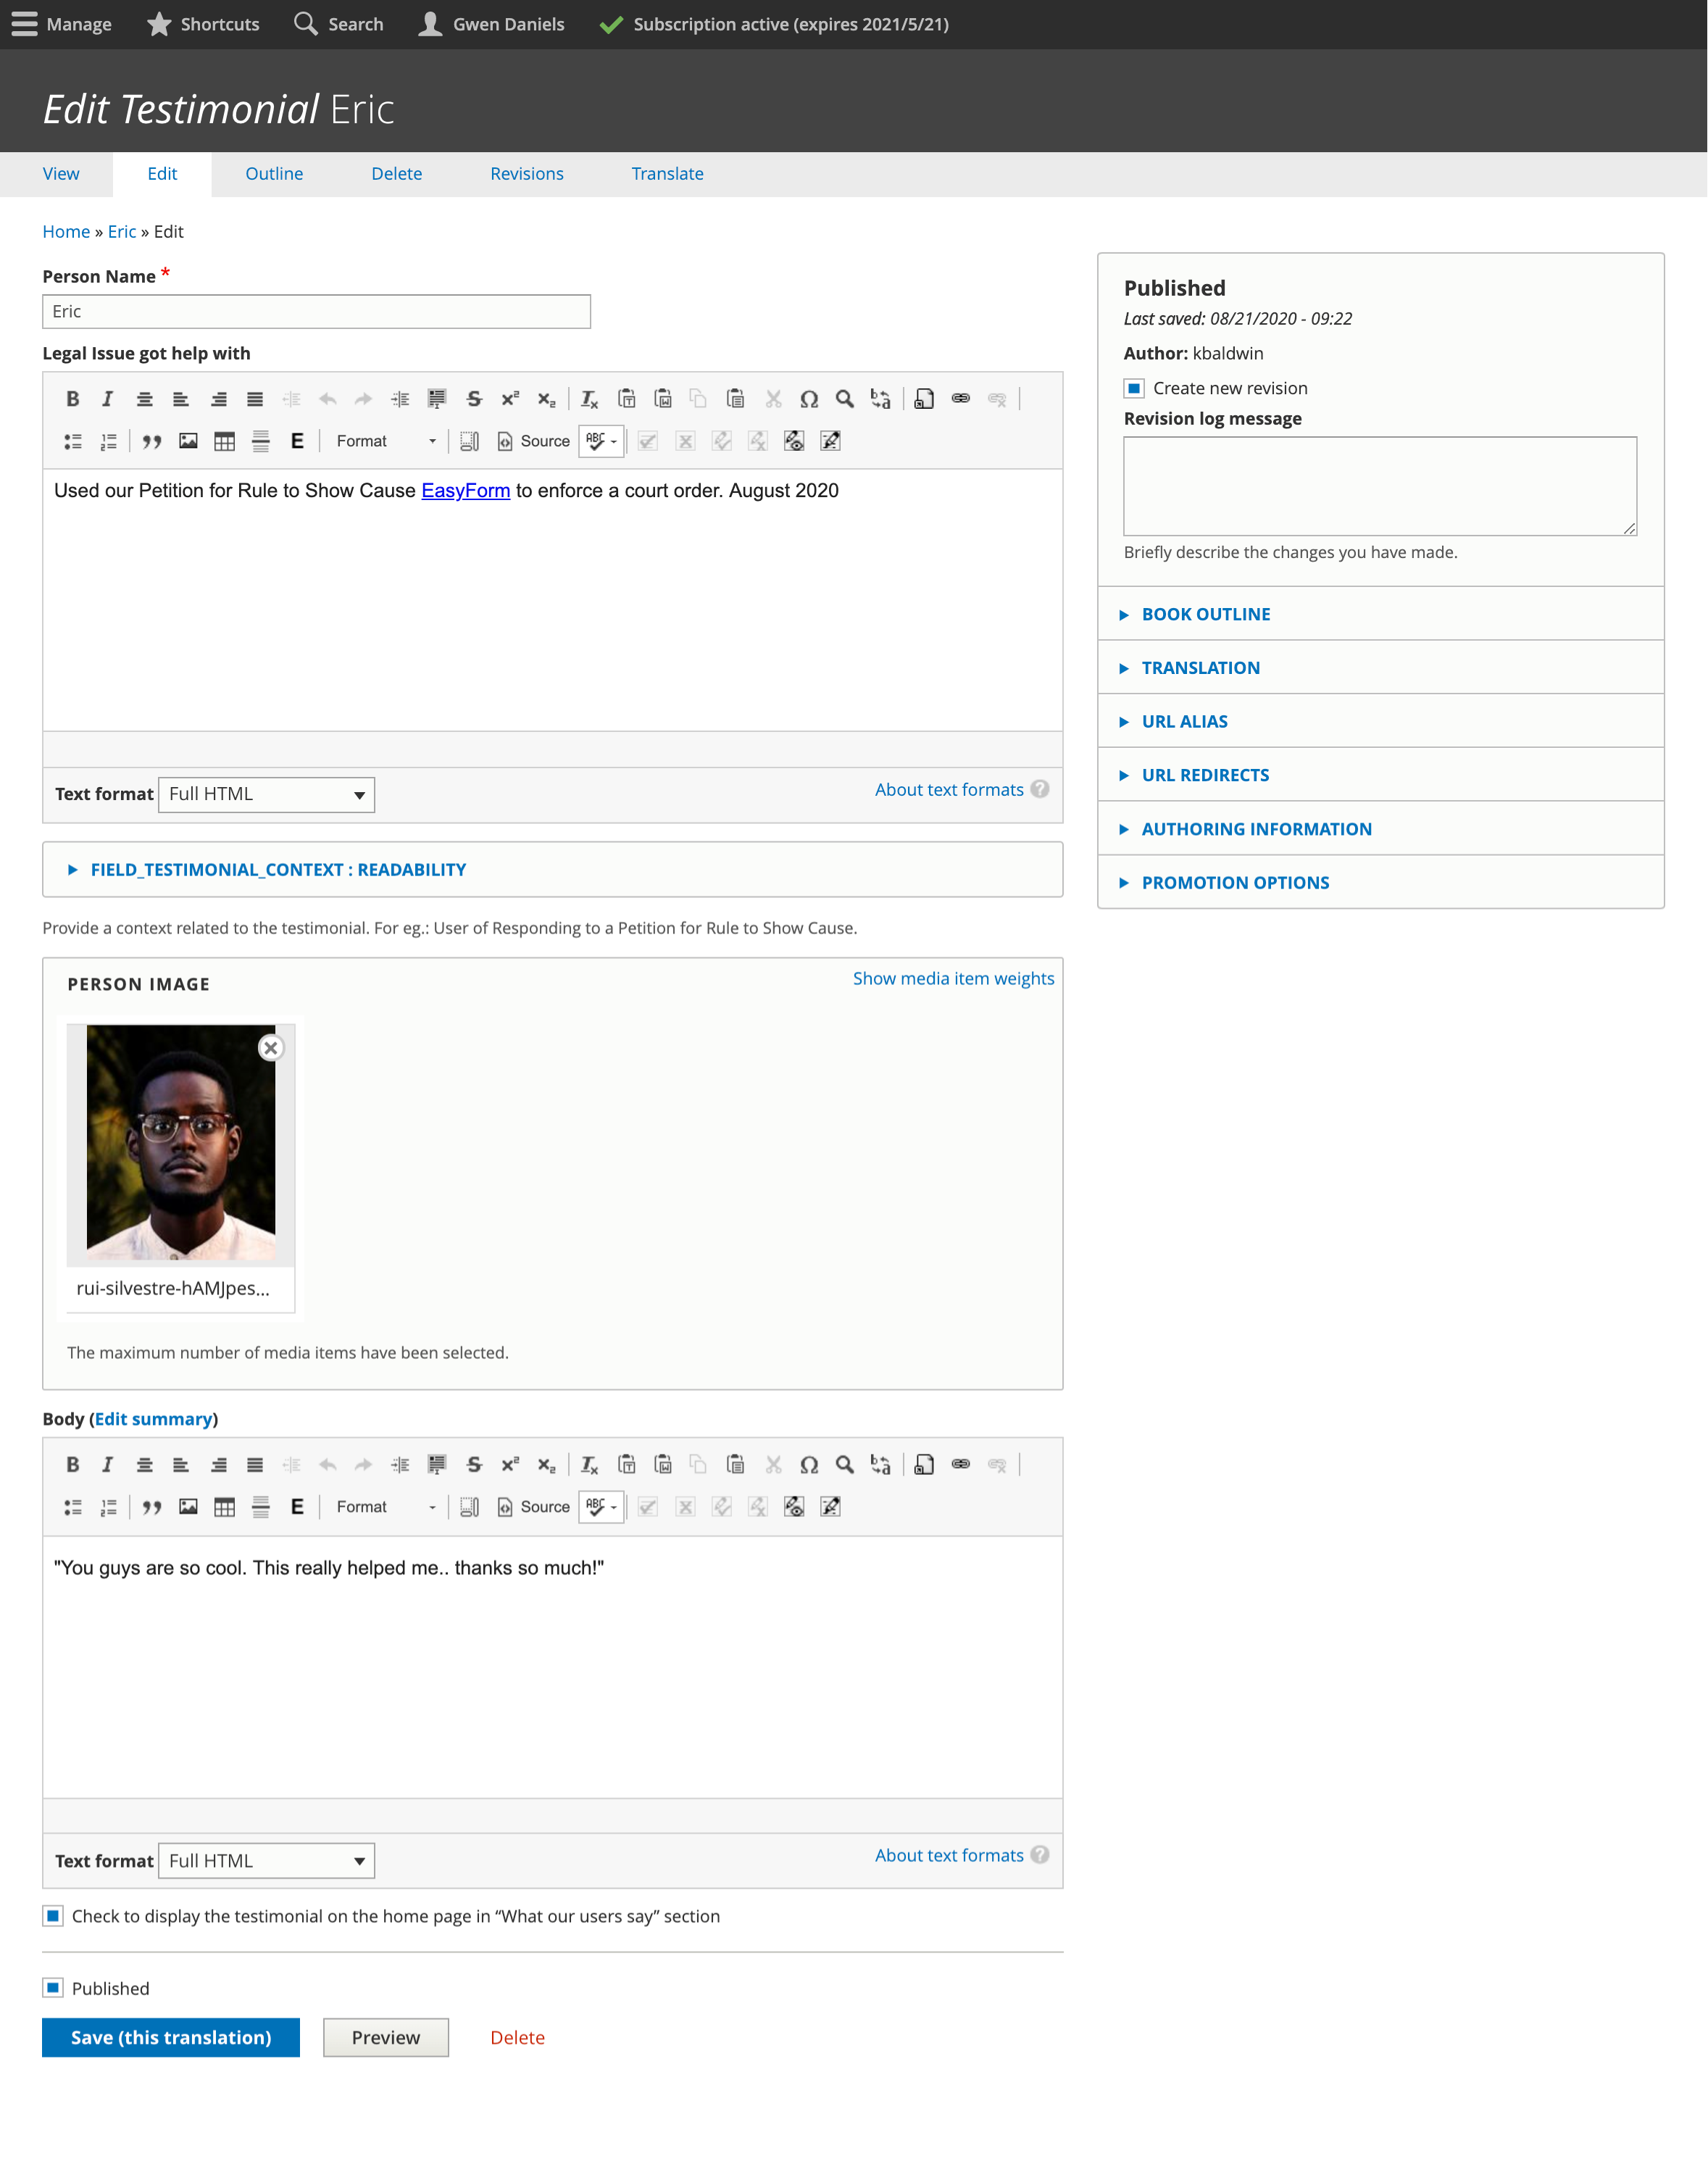 Manage Shortcuts Search Gwen Daniels Subscription active (expires 2021/5/21)
Edit Testimonial Eric
View Edit Outline Delete Revisions Translate
Home » Eric » Edit
Person Name *
Eric
Legal Issue got help with
Format Source ABC
Used our Petition for Rule to Show Cause EasyForm to enforce a court order. August 2020
Text format Full HTML About text formats ?
FIELD_TESTIMONIAL_CONTEXT : READABILITY
Provide a context related to the testimonial. For eg.: User of Responding to a Petition for Rule to Show Cause.
PERSON IMAGE Show media item weights
rui-silvestre-hAMJpes...
The maximum number of media items have been selected.
Body (Edit summary)
Format Source ABC
"You guys are so cool. This really helped me.. thanks so much!"
Text format Full HTML About text formats ?
Check to display the testimonial on the home page in “What our users say” section
Published
Save (this translation) Preview Delete
Published
Last saved: 08/21/2020 - 09:22
Author: kbaldwin
Create new revision
Revision log message
Briefly describe the changes you have made.
BOOK OUTLINE
TRANSLATION
URL ALIAS
URL REDIRECTS
AUTHORING INFORMATION
PROMOTION OPTIONS